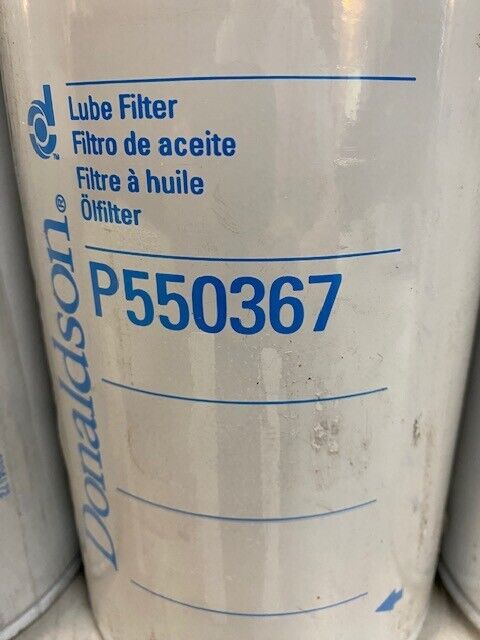 Lube Filter
Filtro de aceite
Filtre à huile
Ölfilter
P550367
Donaldson®